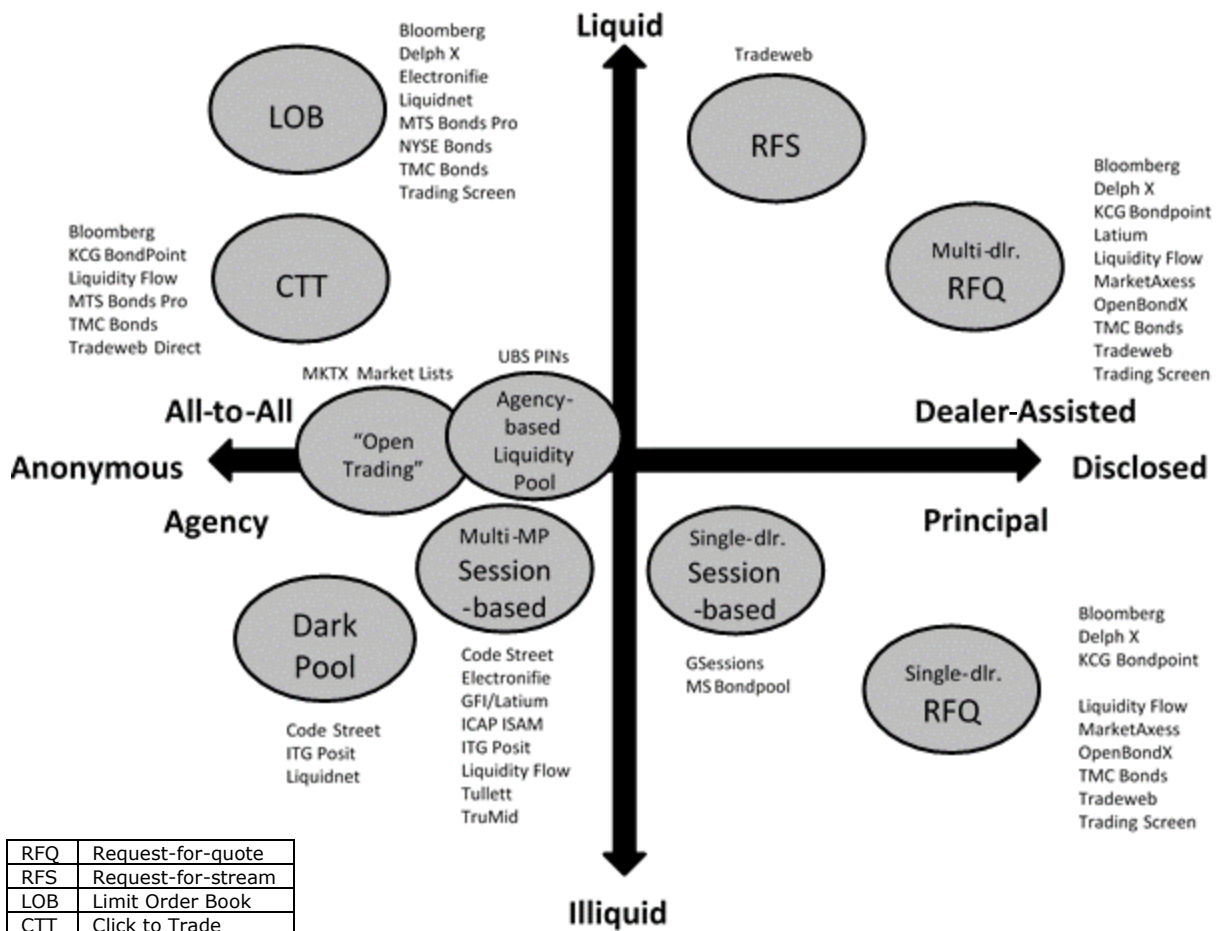 Liquid
LOB
Bloomberg
Delph X
Electronifie
Liquidnet
MTS Bonds Pro
NYSE Bonds
TMC Bonds
Trading Screen
Tradeweb
RFS
Bloomberg
KCG BondPoint
Liquidity Flow
MTS Bonds Pro
TMC Bonds
Tradeweb Direct
CTT
Multi-dlr.
RFQ
Bloomberg
Delph X
KCG Bondpoint
Latium
Liquidity Flow
MarketAxess
OpenBondX
TMC Bonds
Tradeweb
Trading Screen
MKTX Market Lists
UBS PINs
All-to-All
Anonymous
Agency
"Open
Trading"
Agency-
based
Liquidity
Pool
Dealer-Assisted
Disclosed
Principal
Dark
Pool
Code Street
ITG Posit
Liquidnet
Multi-MP
Session
-based
Code Street
Electronifie
GFI/Latium
ICAP ISAM
ITG Posit
Liquidity Flow
Tullett
TruMid
Single-dlr.
Session
-based
GSessions
MS Bondpool
Single-dlr.
RFQ
Bloomberg
Delph X
KCG Bondpoint
Liquidity Flow
MarketAxess
OpenBondX
TMC Bonds
Tradeweb
Trading Screen
Illiquid
RFQ Request-for-quote
RFS Request-for-stream
LOB Limit Order Book
CTT Click to Trade